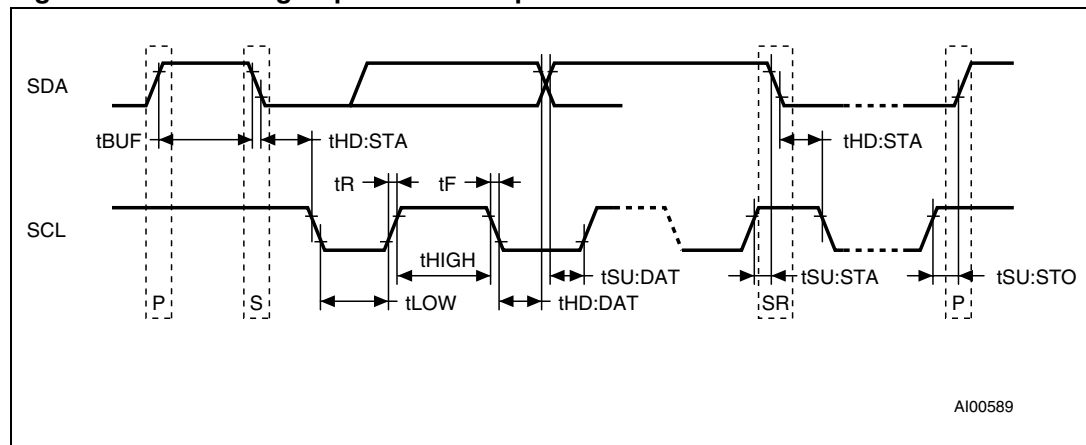 SDA
tBUF
tHD:STA
tHD:STA
tR
tF
SCL
tHIGH
tSU:DAT
tSU:STA
tSU:STO
P
S
tLOW
tHD:DAT
SR
P
AI00589